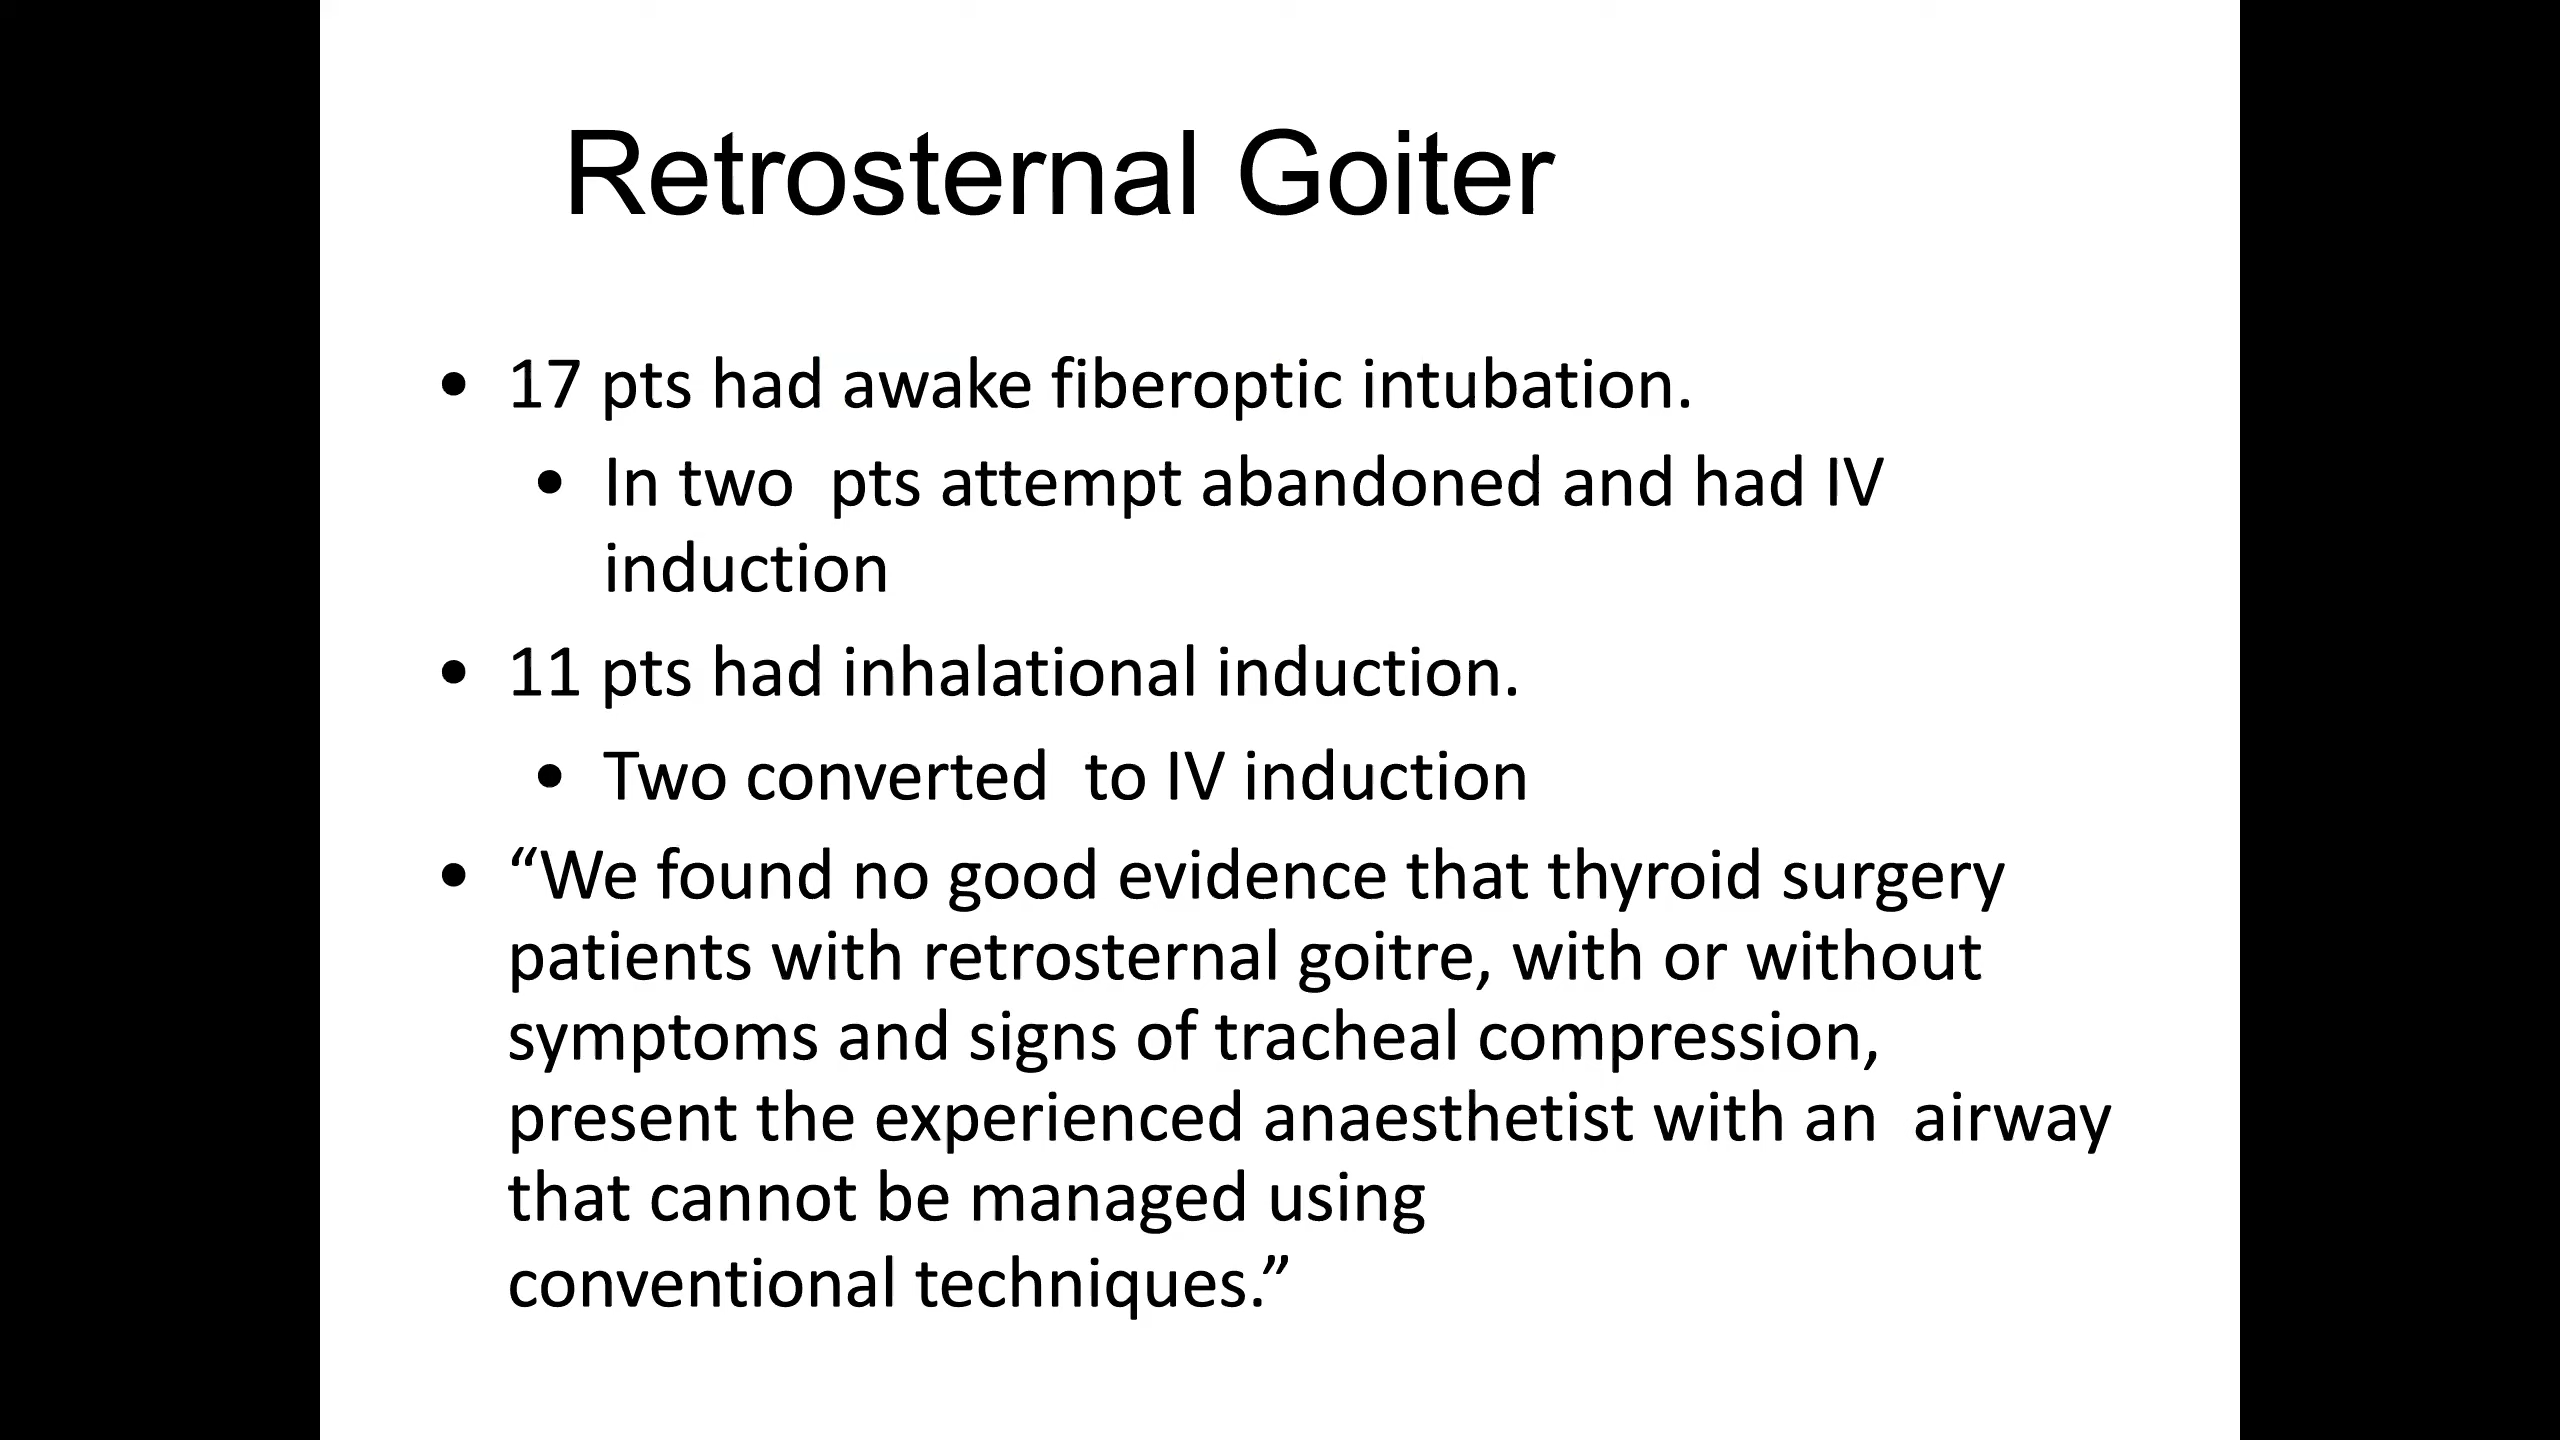 Retrosternal Goiter
• 17 pts had awake fiberoptic intubation.
• In two  pts attempt abandoned and had IV
induction
• 11 pts had inhalational induction.
• Two converted  to IV induction
• “We found no good evidence that thyroid surgery
patients with retrosternal goitre, with or without
symptoms and signs of tracheal compression,
present the experienced anaesthetist with an  airway
that cannot be managed using
conventional techniques.”